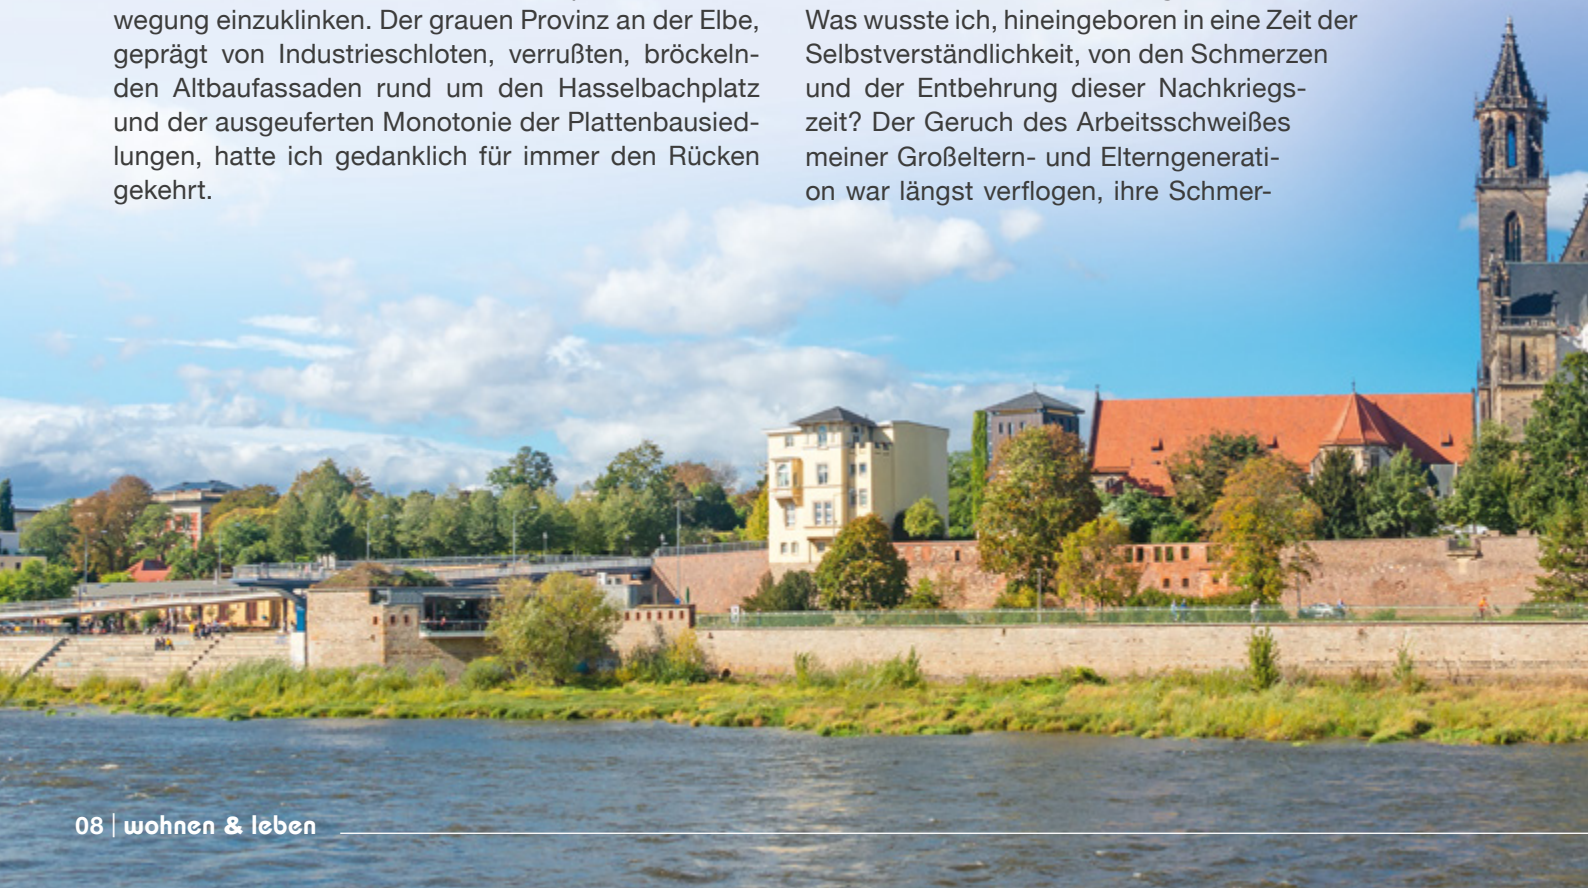 wegung einzuklinken. Der grauen Provinz an der Elbe,
geprägt von Industrieschloten, verrußten, bröckeln-
den Altbaufassaden rund um den Hasselbachplatz
und der ausgeuferten Monotonie der Plattenbausied-
lungen, hatte ich gedanklich für immer den Rücken
gekehrt.
Was wusste ich, hineingeboren in eine Zeit der
Selbstverständlichkeit, von den Schmerzen
und der Entbehrung dieser Nachkriegs-
zeit? Der Geruch des Arbeitsschweißes
meiner Großeltern- und Elterngenerati-
on war längst verflogen, ihre Schmer-
08 | wohnen & leben